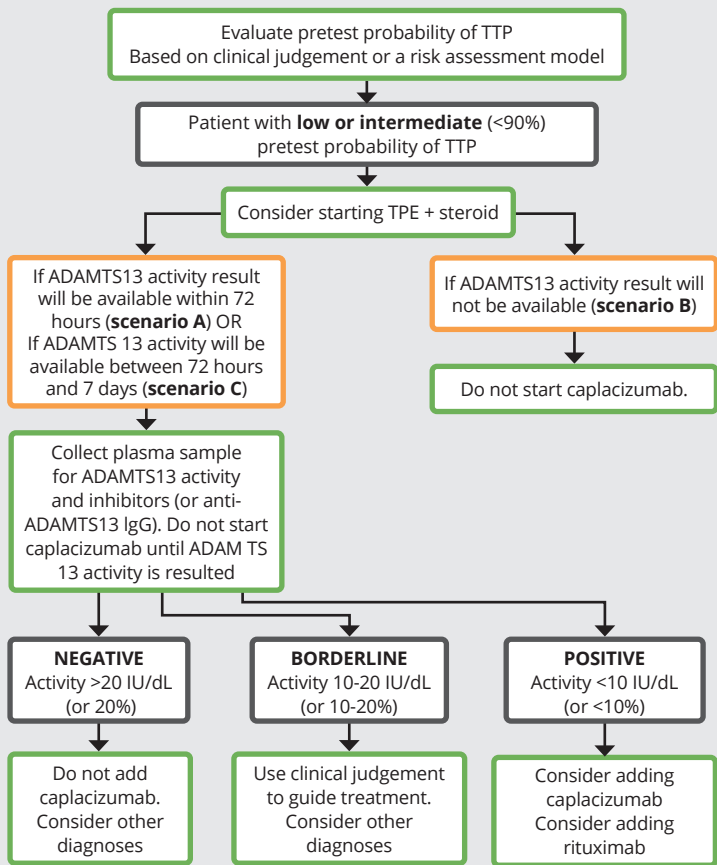 Evaluate pretest probability of TTP
Based on clinical judgement or a risk assessment model
Patient with low or intermediate (<90%)
pretest probability of TTP
Consider starting TPE + steroid
If ADAMTS13 activity result
will be available within 72
hours (scenario A) OR
If ADAMTS 13 activity will be
available between 72 hours
and 7 days (scenario C)
If ADAMTS13 activity result will
not be available (scenario B)
Do not start caplacizumab.
Collect plasma sample
for ADAMTS13 activity
and inhibitors (or anti-
ADAMTS13 IgG). Do not start
caplacizumab until ADAM TS
13 activity is resulted
NEGATIVE
Activity >20 IU/dL
(or 20%)
BORDERLINE
Activity 10-20 IU/dL
(or 10-20%)
POSITIVE
Activity <10 IU/dL
(or <10%)
Do not add
caplacizumab.
Consider other
diagnoses
Use clinical judgement
to guide treatment.
Consider other
diagnoses
Consider adding
caplacizumab
Consider adding
rituximab